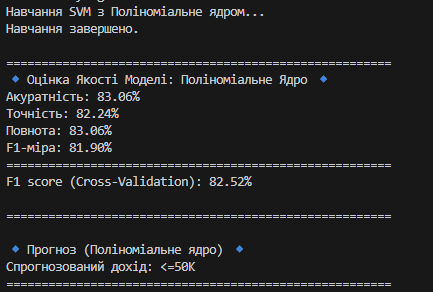 Навчання SVM з Поліноміальне ядром...
Навчання завершено.
=======================================================
🔹 Оцінка Якості Моделі: Поліноміальне Ядро 🔹
Акуратність: 83.06%
Точність: 82.24%
Повнота: 83.06%
F1-міра: 81.90%
=======================================================
F1 score (Cross-Validation): 82.52%
=======================================================
🔹 Прогноз (Поліноміальне ядро) 🔹
Спрогнозований дохід: <=50K
=======================================================